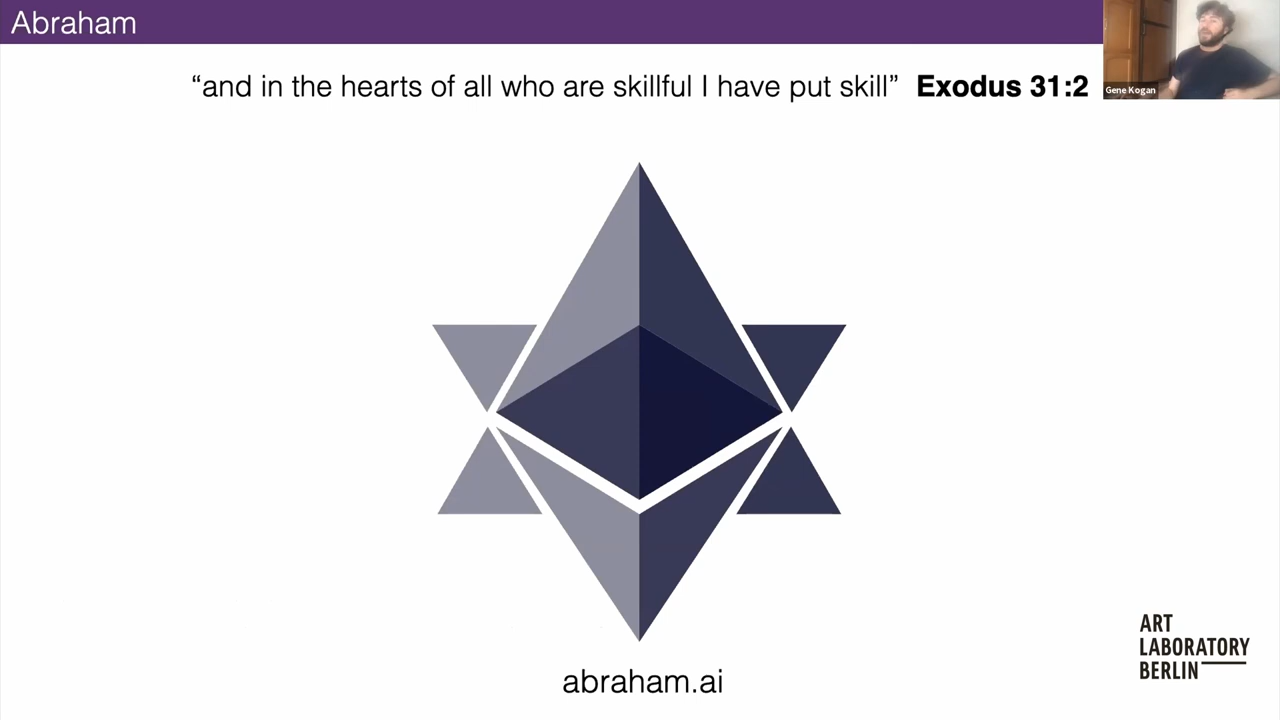 Abraham
“and in the hearts of all who are skillful I have put skill” Exodus 31:2
Gene Kogan
abraham.ai
ART
LABORATORY
BERLIN